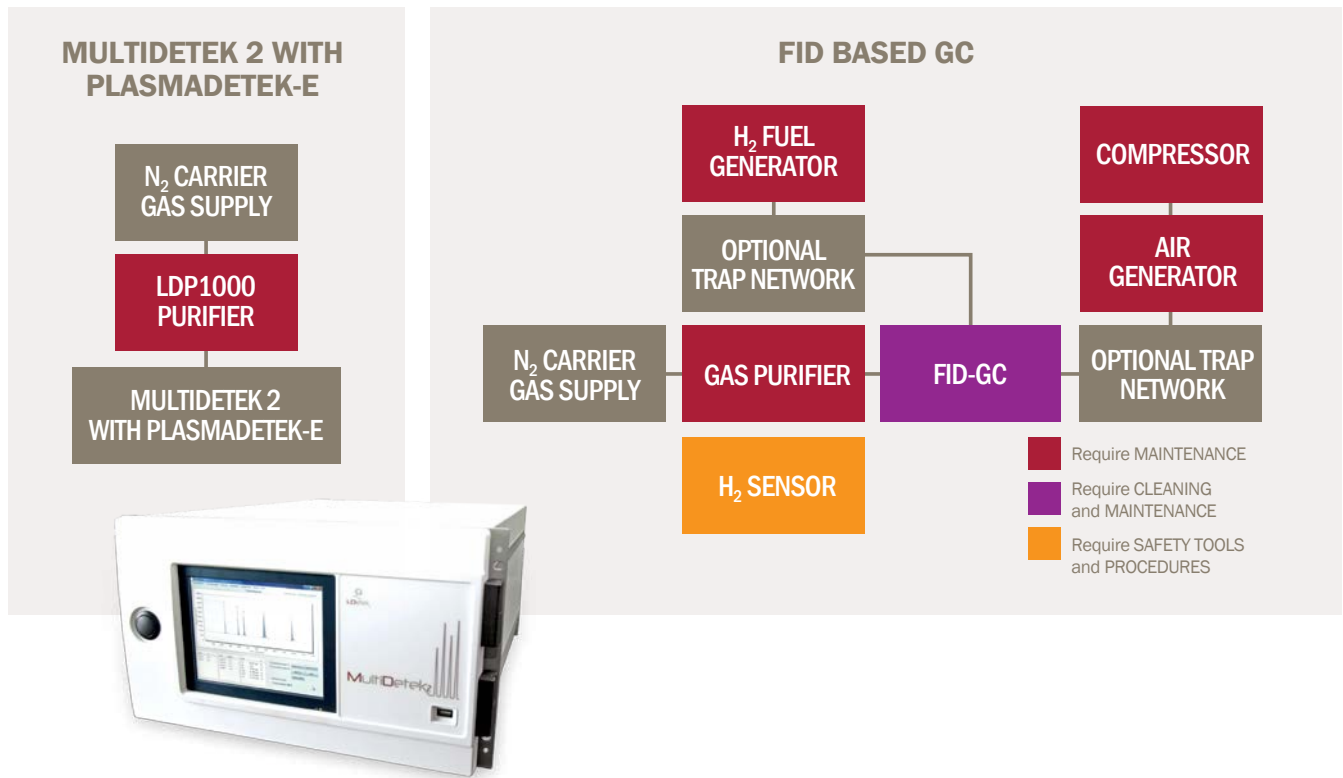 MULTIDETEK 2 WITH
PLASMADETEK-E
N₂ CARRIER
GAS SUPPLY
LDP1000
PURIFIER
MULTIDETEK 2
WITH PLASMADETEK-E
FID BASED GC
H₂ FUEL
GENERATOR
COMPRESSOR
OPTIONAL
TRAP NETWORK
AIR
GENERATOR
N₂ CARRIER
GAS SUPPLY
GAS PURIFIER
FID-GC
OPTIONAL TRAP
NETWORK
H₂ SENSOR
Require MAINTENANCE
Require CLEANING
and MAINTENANCE
Require SAFETY TOOLS
and PROCEDURES
LDetek
MultiDetek2